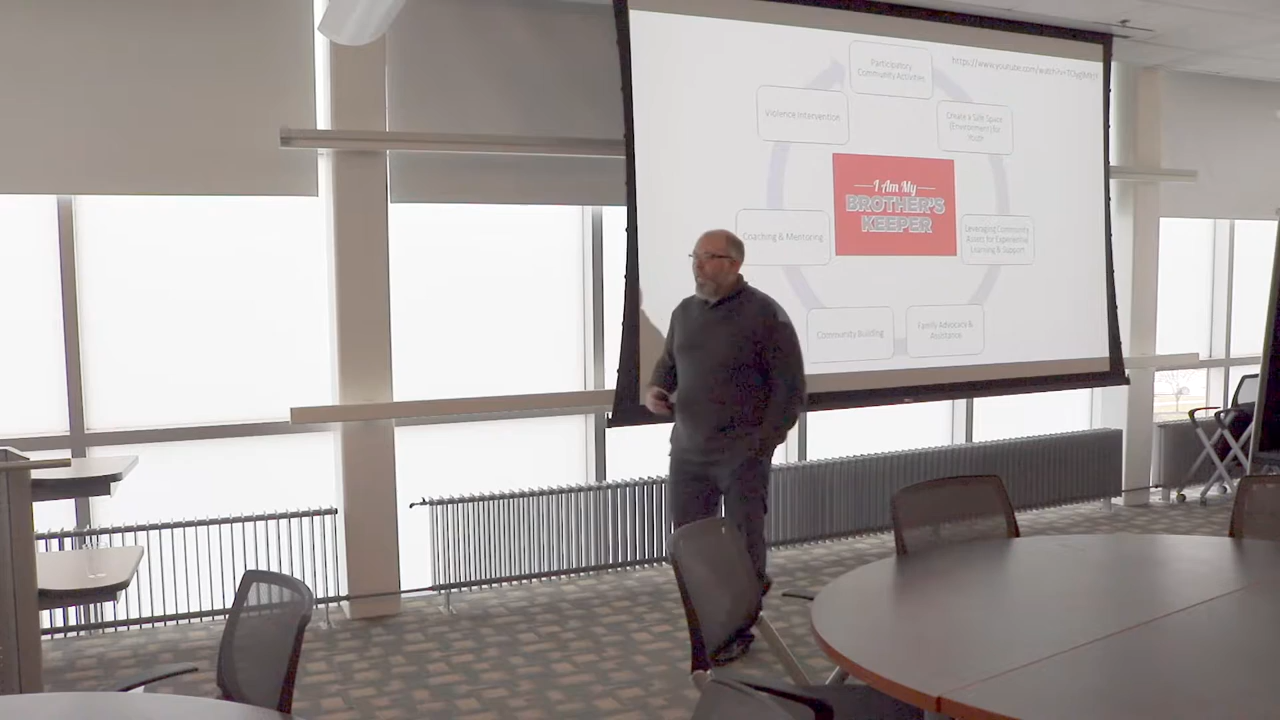 Participatory
Community Activities
https://www.youtube.com/watch?v=
Violence Intervention
Create a Safe Space
(Environment) for
Youth
I Am My
BROTHER'S
KEEPER
Coaching & Mentoring
Leveraging Community
Assets for Experiential
Learning & Support
Community Building
Family Advocacy &
Assistance